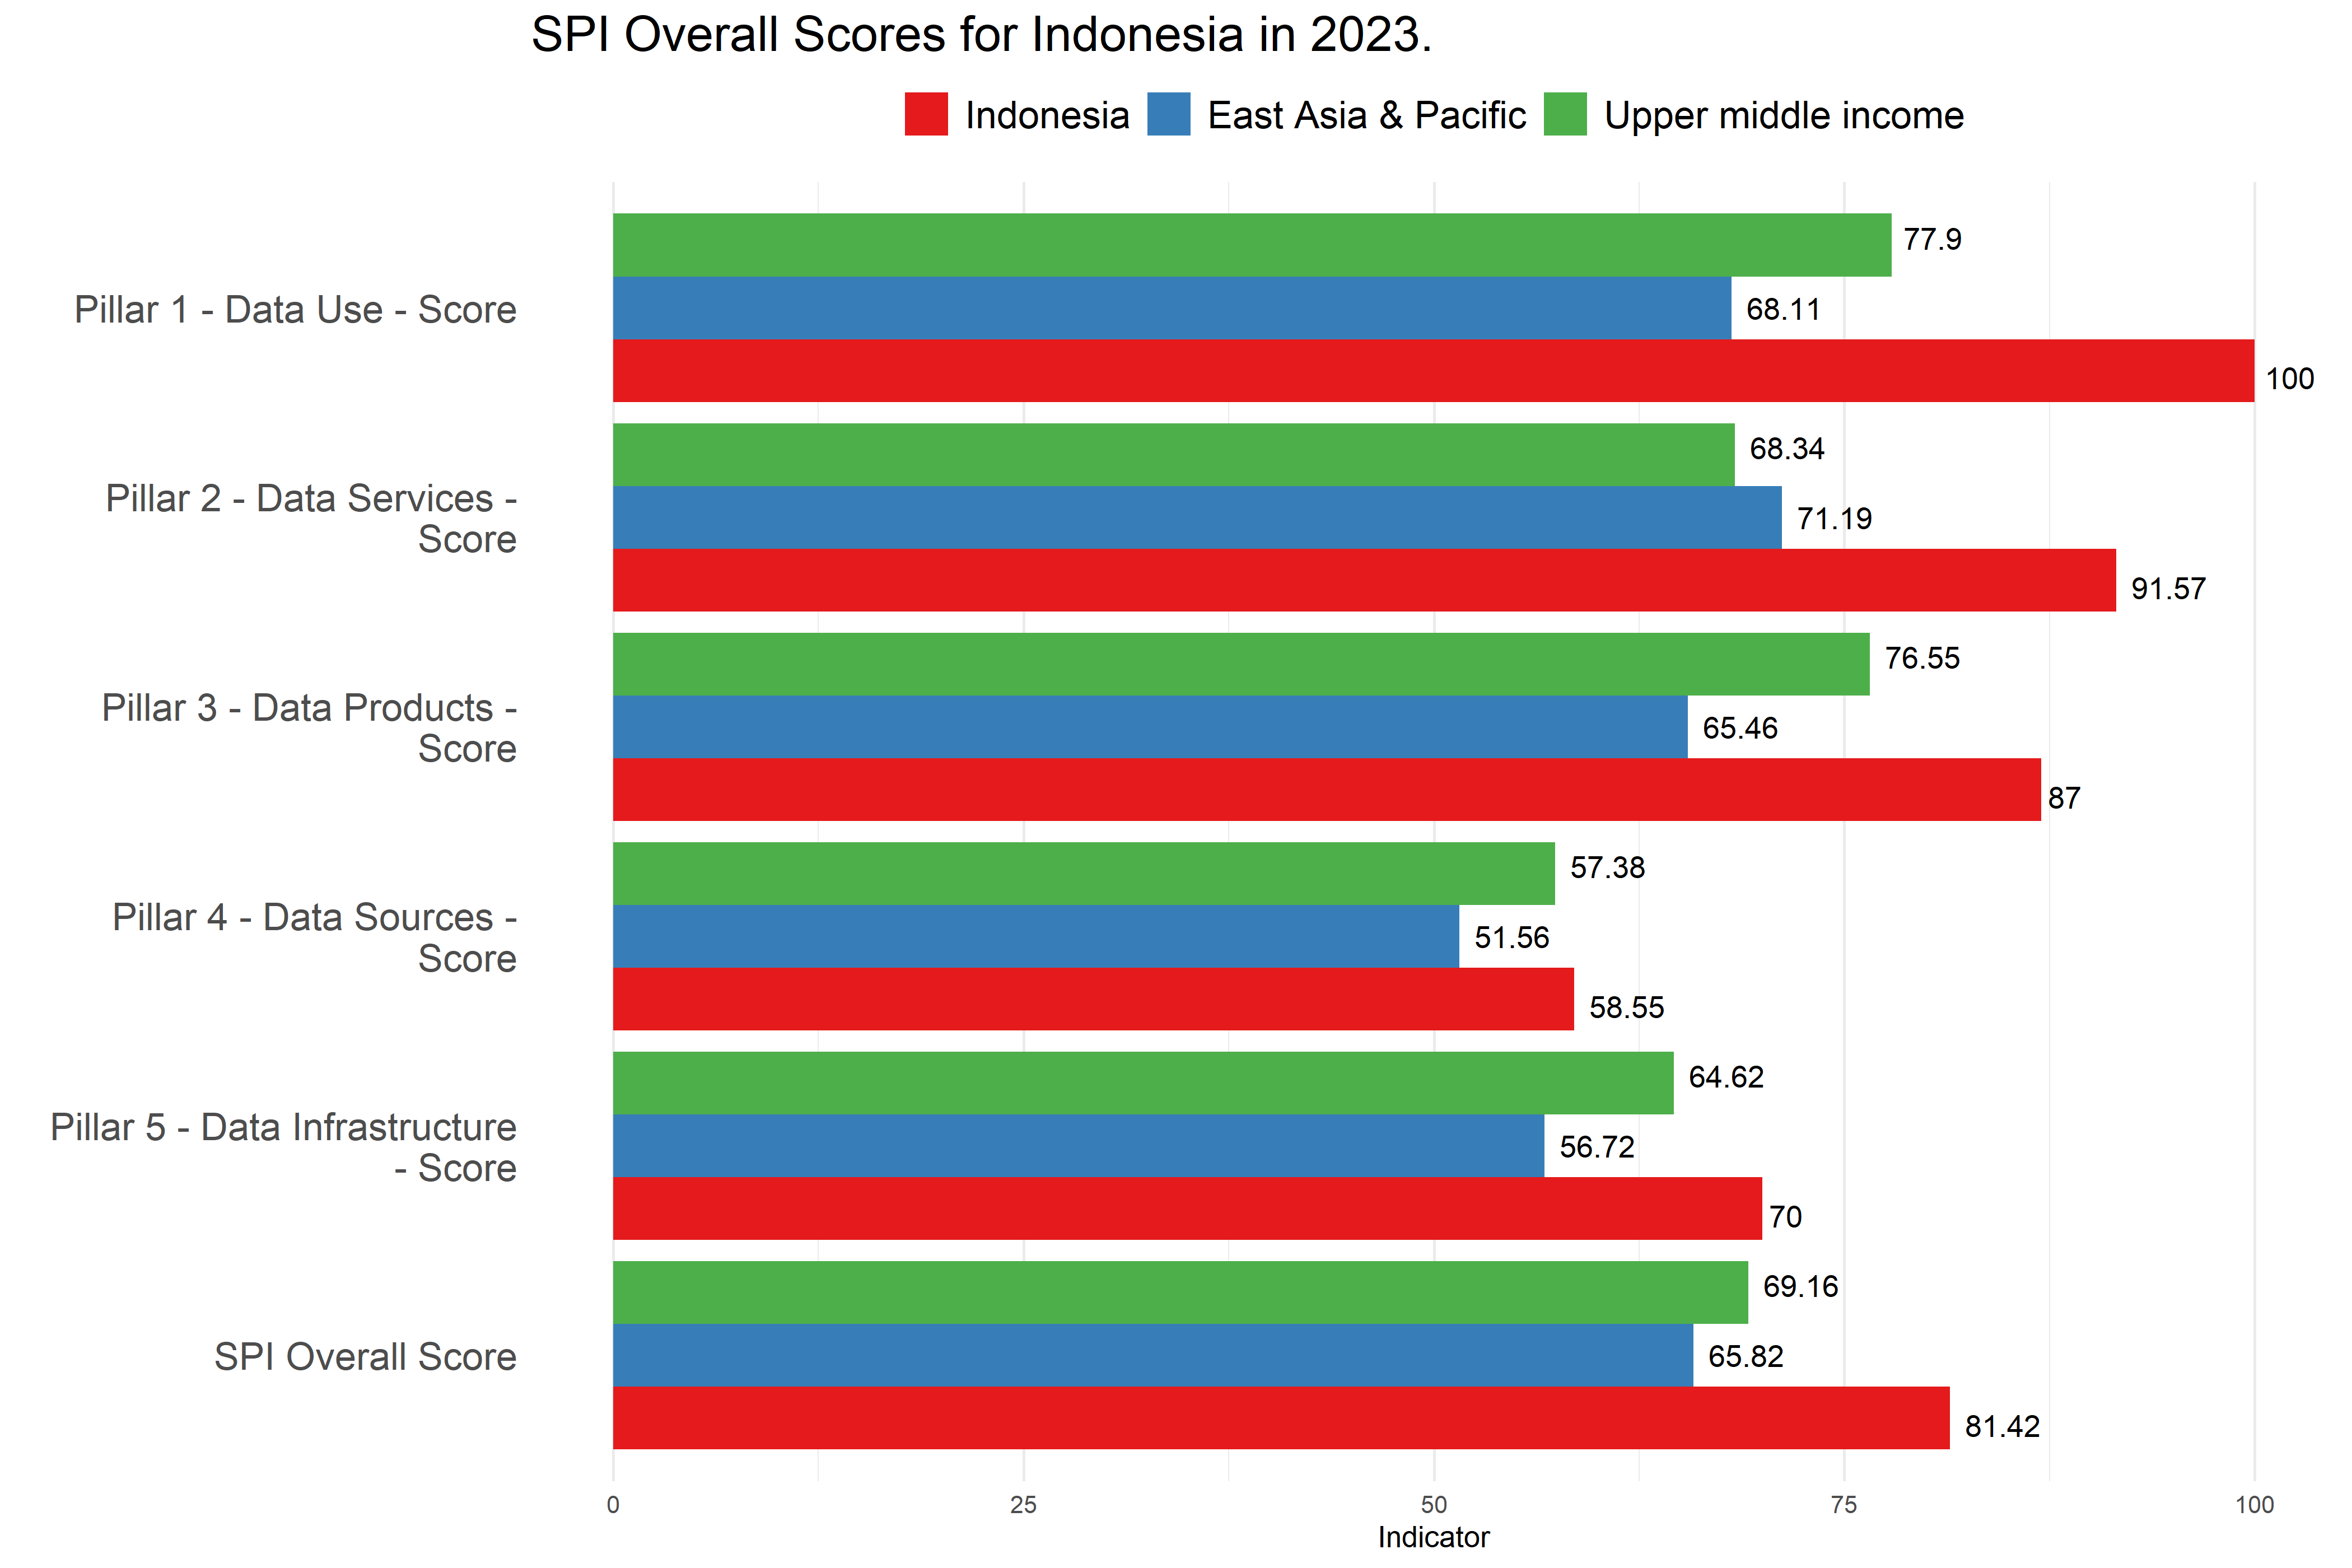 SPI Overall Scores for Indonesia in 2023.
Indonesia East Asia & Pacific Upper middle income
Pillar 1 - Data Use - Score
77.9
68.11
100
Pillar 2 - Data Services -
Score
68.34
71.19
91.57
Pillar 3 - Data Products -
Score
76.55
65.46
87
Pillar 4 - Data Sources -
Score
57.38
51.56
58.55
Pillar 5 - Data Infrastructure
- Score
64.62
56.72
70
SPI Overall Score
69.16
65.82
81.42
0 25 50 75 100
Indicator